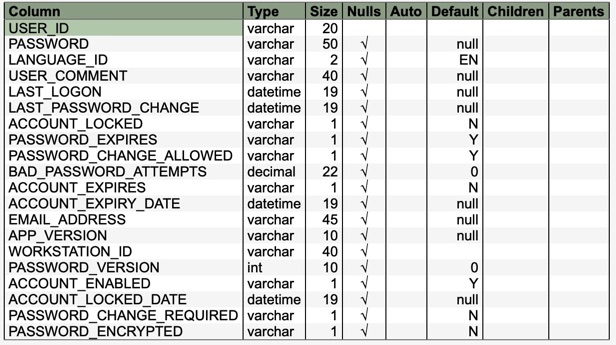 Column Type Size Nulls Auto Default Children Parents
USER_ID varchar 20
PASSWORD varchar 50 √ null
LANGUAGE_ID varchar 2 √ EN
USER_COMMENT varchar 40 √ null
LAST_LOGON datetime 19 √ null
LAST_PASSWORD_CHANGE datetime 19 √ null
ACCOUNT_LOCKED varchar 1 √ N
PASSWORD_EXPIRES varchar 1 √ Y
PASSWORD_CHANGE_ALLOWED varchar 1 √ Y
BAD_PASSWORD_ATTEMPTS decimal 22 √ 0
ACCOUNT_EXPIRES varchar 1 √ N
ACCOUNT_EXPIRY_DATE datetime 19 √ null
EMAIL_ADDRESS varchar 45 √ null
APP_VERSION varchar 10 √ null
WORKSTATION_ID varchar 40 √
PASSWORD_VERSION int 10 √ 0
ACCOUNT_ENABLED varchar 1 √ Y
ACCOUNT_LOCKED_DATE datetime 19 √ null
PASSWORD_CHANGE_REQUIRED varchar 1 √ N
PASSWORD_ENCRYPTED varchar 1 √ N